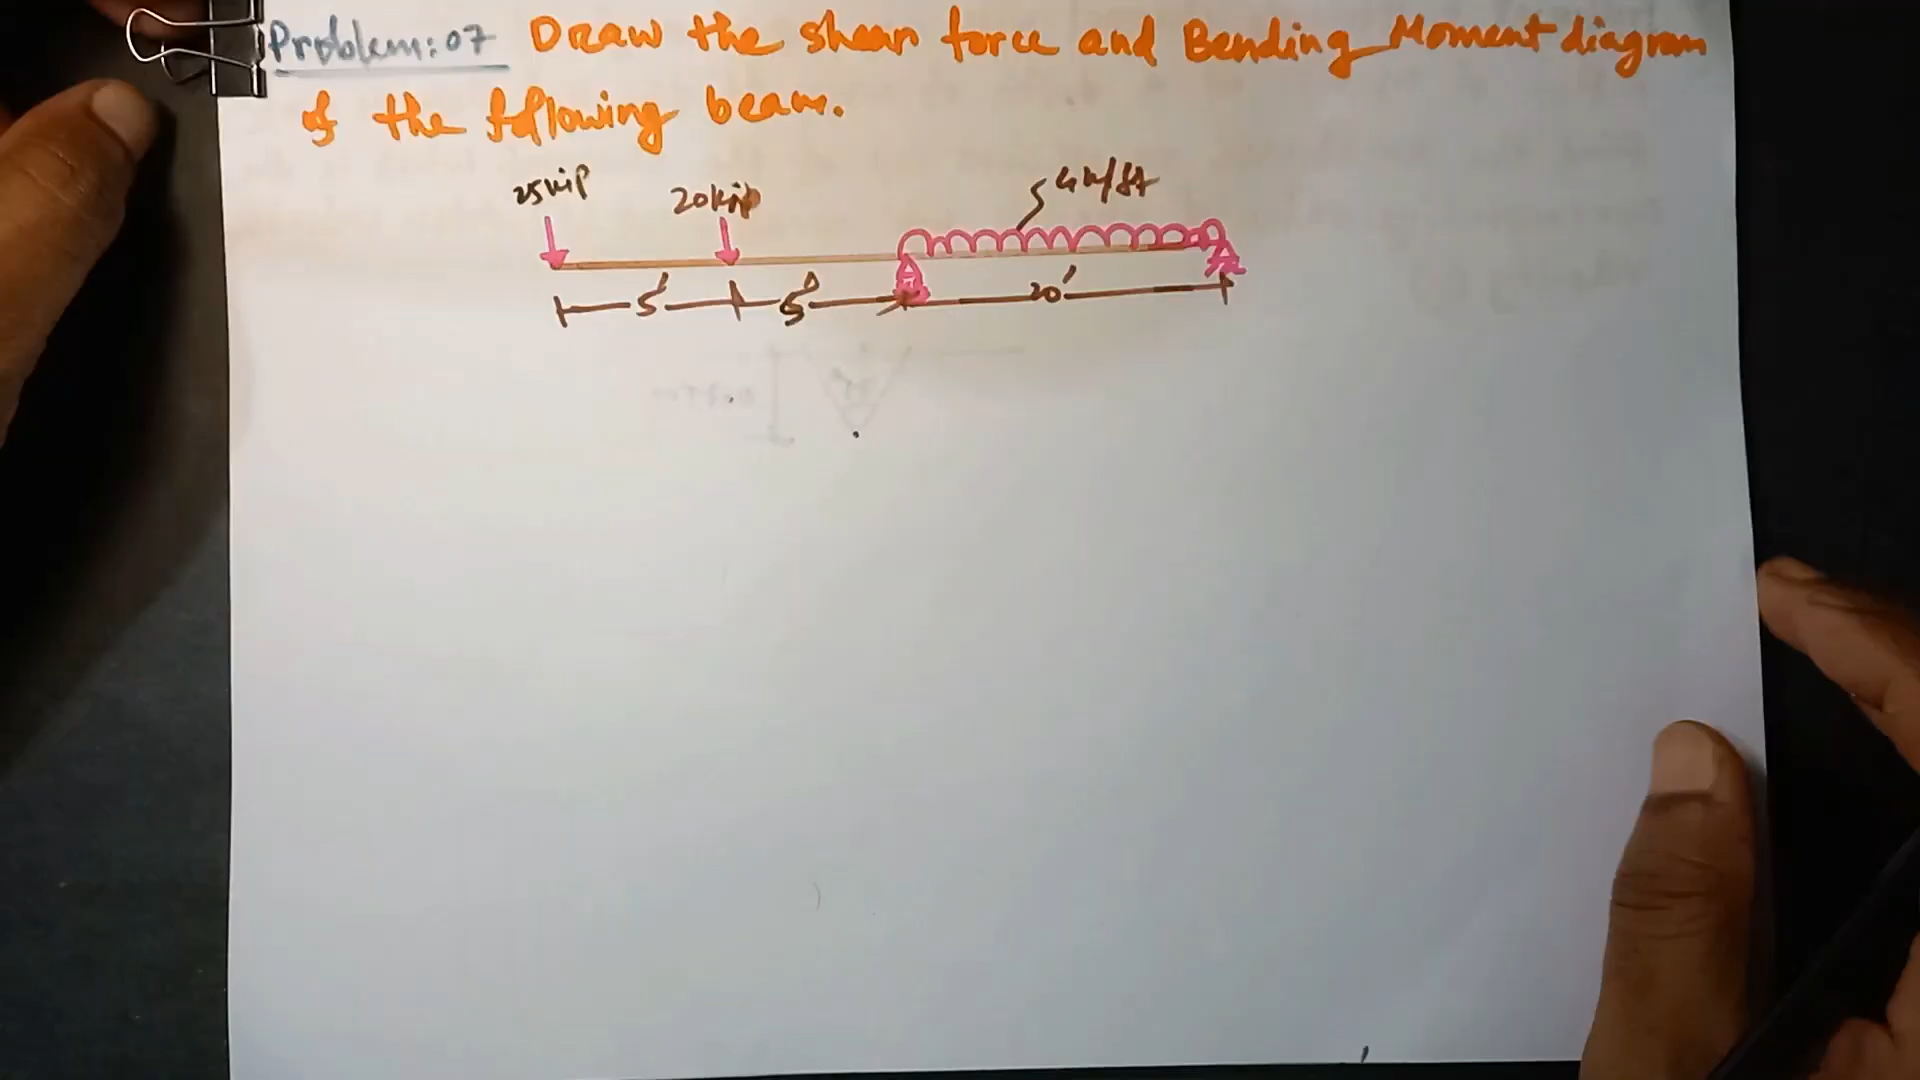 Problem: 07 Draw the shear force and Bending Moment diagram
of the following beam.
25kip 20kip 4k/ft
5' 5' 20'